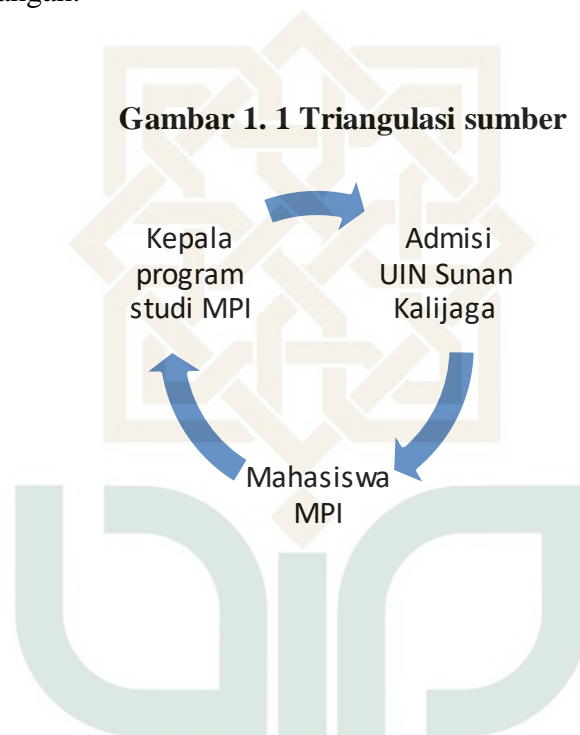 Gambar 1. 1 Triangulasi sumber
Kepala
program
studi MPI
Admisi
UIN Sunan
Kalijaga
Mahasiswa
MPI